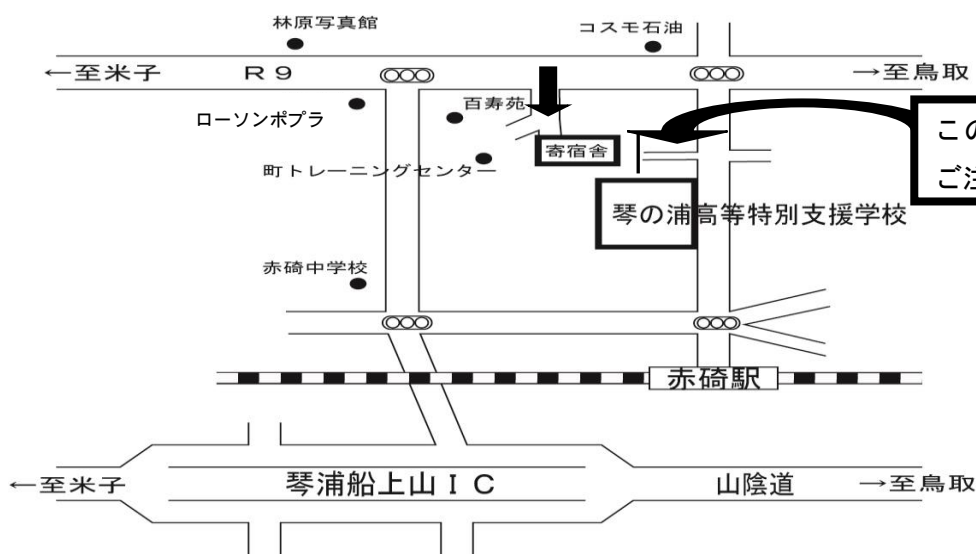 林原写真館
コスモ石油
←至米子
R9
→至鳥取
ローソンポプラ
百寿苑
この
ご注
寄宿舎
町トレーニングセンター
琴の浦高等特別支援学校
赤碕中学校
赤碕駅
←至米子
琴浦船上山IC
山陰道
→至鳥取